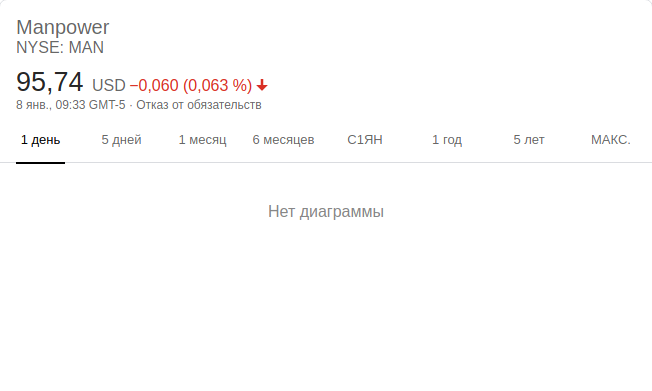 Manpower
NYSE: MAN
95,74 USD −0,060 (0,063 %)
8 янв., 09:33 GMT-5 · Отказ от обязательств
1 день 5 дней 1 месяц 6 месяцев С1ЯН 1 год 5 лет МАКС.
Нет диаграммы